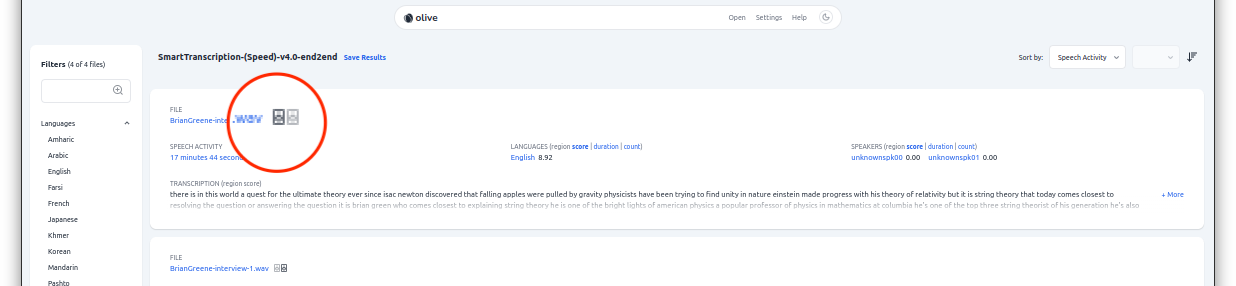 olive
Open Settings Help
Filters (4 of 4 files)
SmartTranscription-(Speed)-v4.0-end2end Save Results
Sort by: Speech Activity
FILE
BrianGreene-inte
Languages
Amharic
Arabic
English
Farsi
French
Japanese
Khmer
Korean
Mandarin
Pashto
SPEECH ACTIVITY
17 minutes 44 secon
LANGUAGES (region score | duration | count)
English 8.92
SPEAKERS (region score | duration | count)
unknownspk00 0.00 unknownspk01 0.00
TRANSCRIPTION (region score)
there is in this world a quest for the ultimate theory ever since isac newton discovered that falling apples were pulled by gravity physicists have been trying to find unity in nature einstein made progress with his theory of relativity but it is string theory that today comes closest to
resolving the question or answering the question it is brian green who comes closest to explaining string theory he is one of the bright lights of american physics a popular professor of physics in mathematics at columbia he's one of the top three string theorist of his generation he's also
+ More
FILE
BrianGreene-interview-1.wav